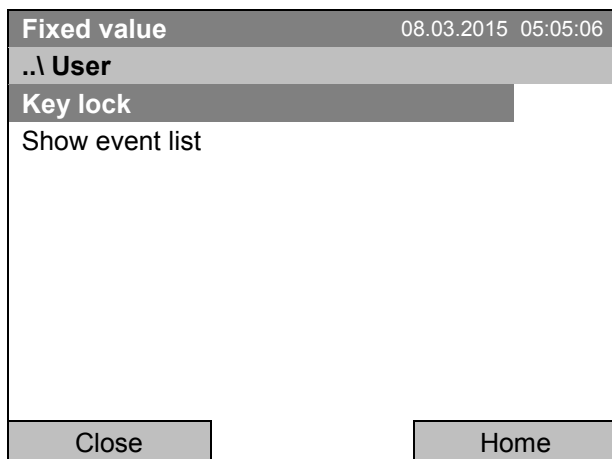 Fixed value 08.03.2015 05:05:06
..\ User
Key lock
Show event list
Close Home